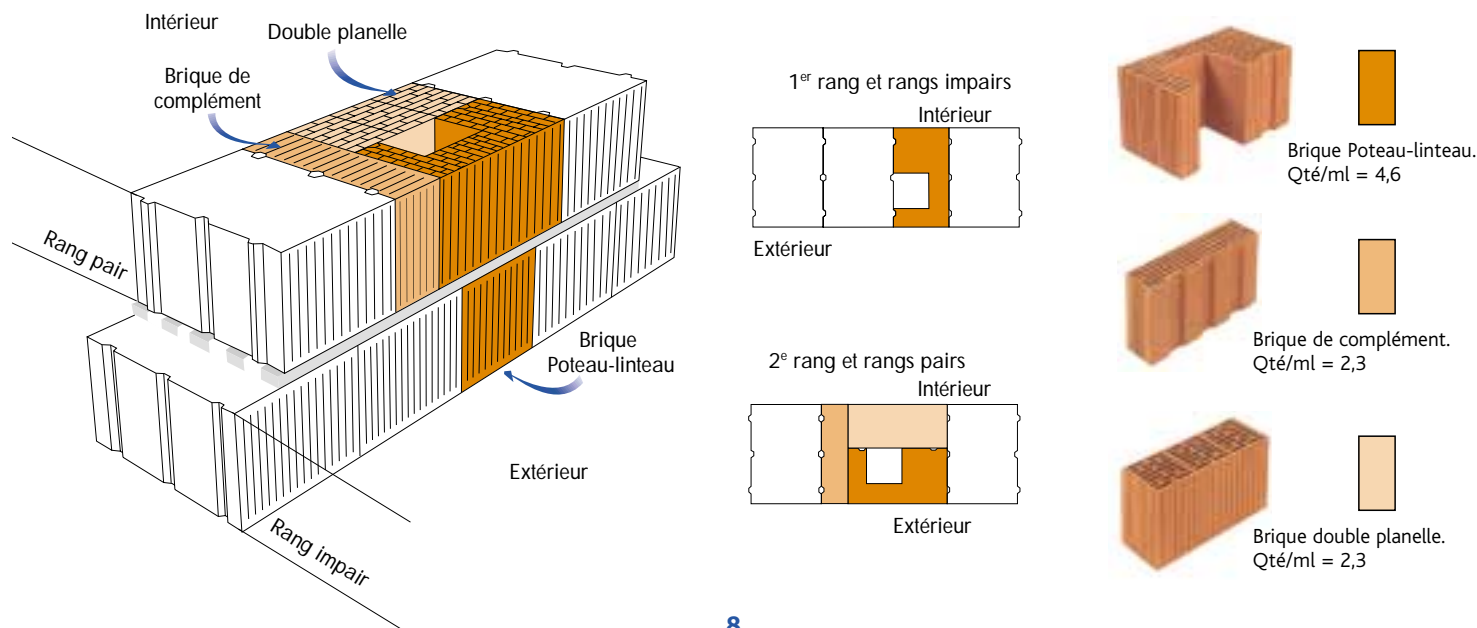 Intérieur
Double planelle
Brique de
complément
Rang pair
Brique
Poteau-linteau
Extérieur
Rang impair
1er rang et rangs impairs
Intérieur
Extérieur
2e rang et rangs pairs
Intérieur
Extérieur
Brique Poteau-linteau.
Qté/ml = 4,6
Brique de complément.
Qté/ml = 2,3
Brique double planelle.
Qté/ml = 2,3
8